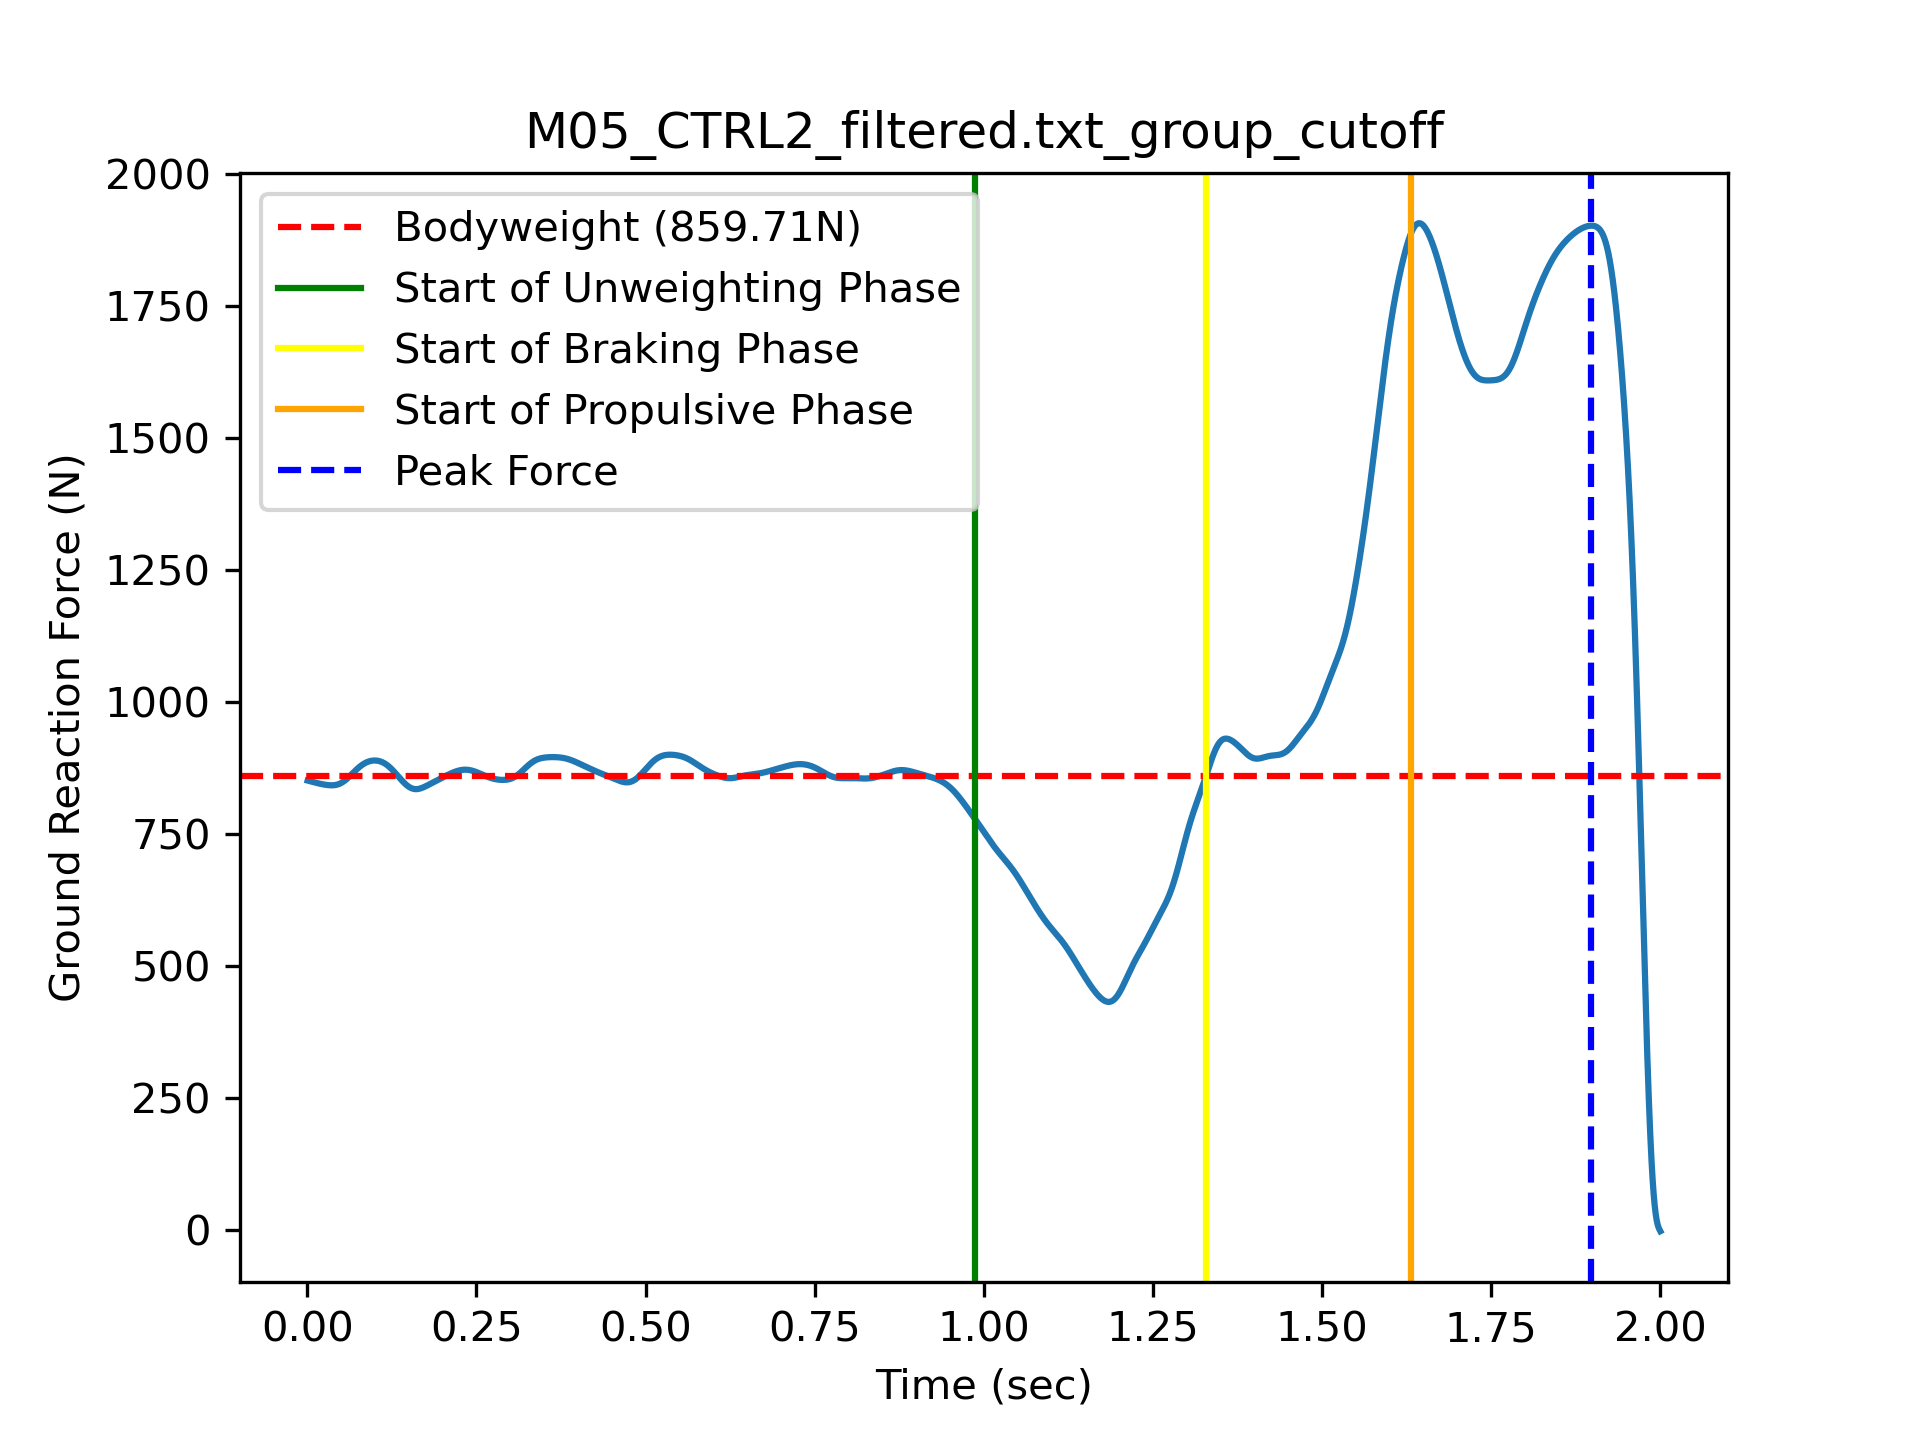 M05_CTRL2_filtered.txt_group_cutoff
2000
1750
1500
1250
1000
750
500
250
0
Ground Reaction Force (N)
Bodyweight (859.71N)
Start of Unweighting Phase
Start of Braking Phase
Start of Propulsive Phase
Peak Force
0.00 0.25 0.50 0.75 1.00 1.25 1.50 1.75 2.00
Time (sec)